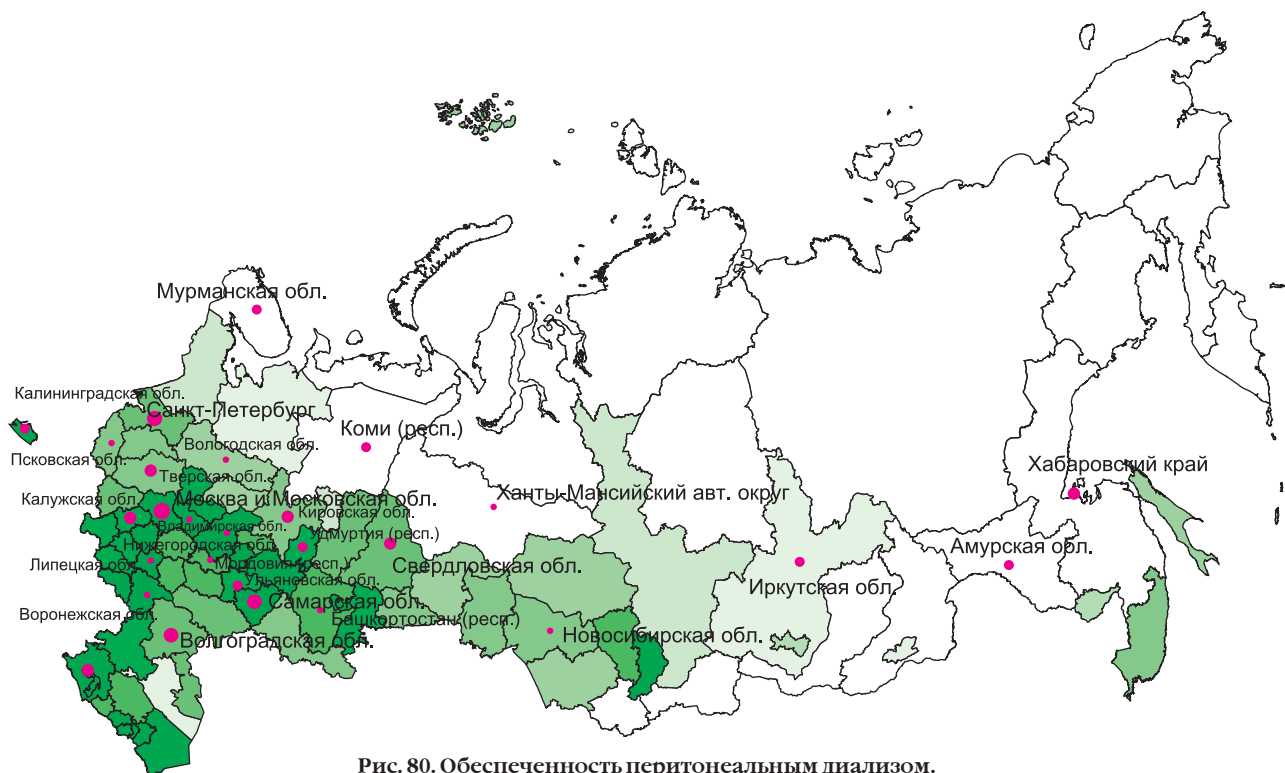 Мурманская обл.
Калининградская обл.
Санкт-Петербург
Коми (респ.)
Вологодская обл.
Псковская обл.
Тверская обл.
Хабаровский край
Ханты-Мансийский авт. округ
Калужская обл.
Москва и Московская обл.
Кировская обл.
Владимирская обл.
Удмуртия (респ.)
Нижегородская обл.
Амурская обл.
Липецкая обл.
Мордовия (респ.)
Свердловская обл.
Ульяновская обл.
Иркутская обл.
Воронежская обл.
Самарская обл.
Башкортостан (респ.)
Волгоградская обл.
Новосибирская обл.
Рис. 80. Обеспеченность перитонеальным диализом.